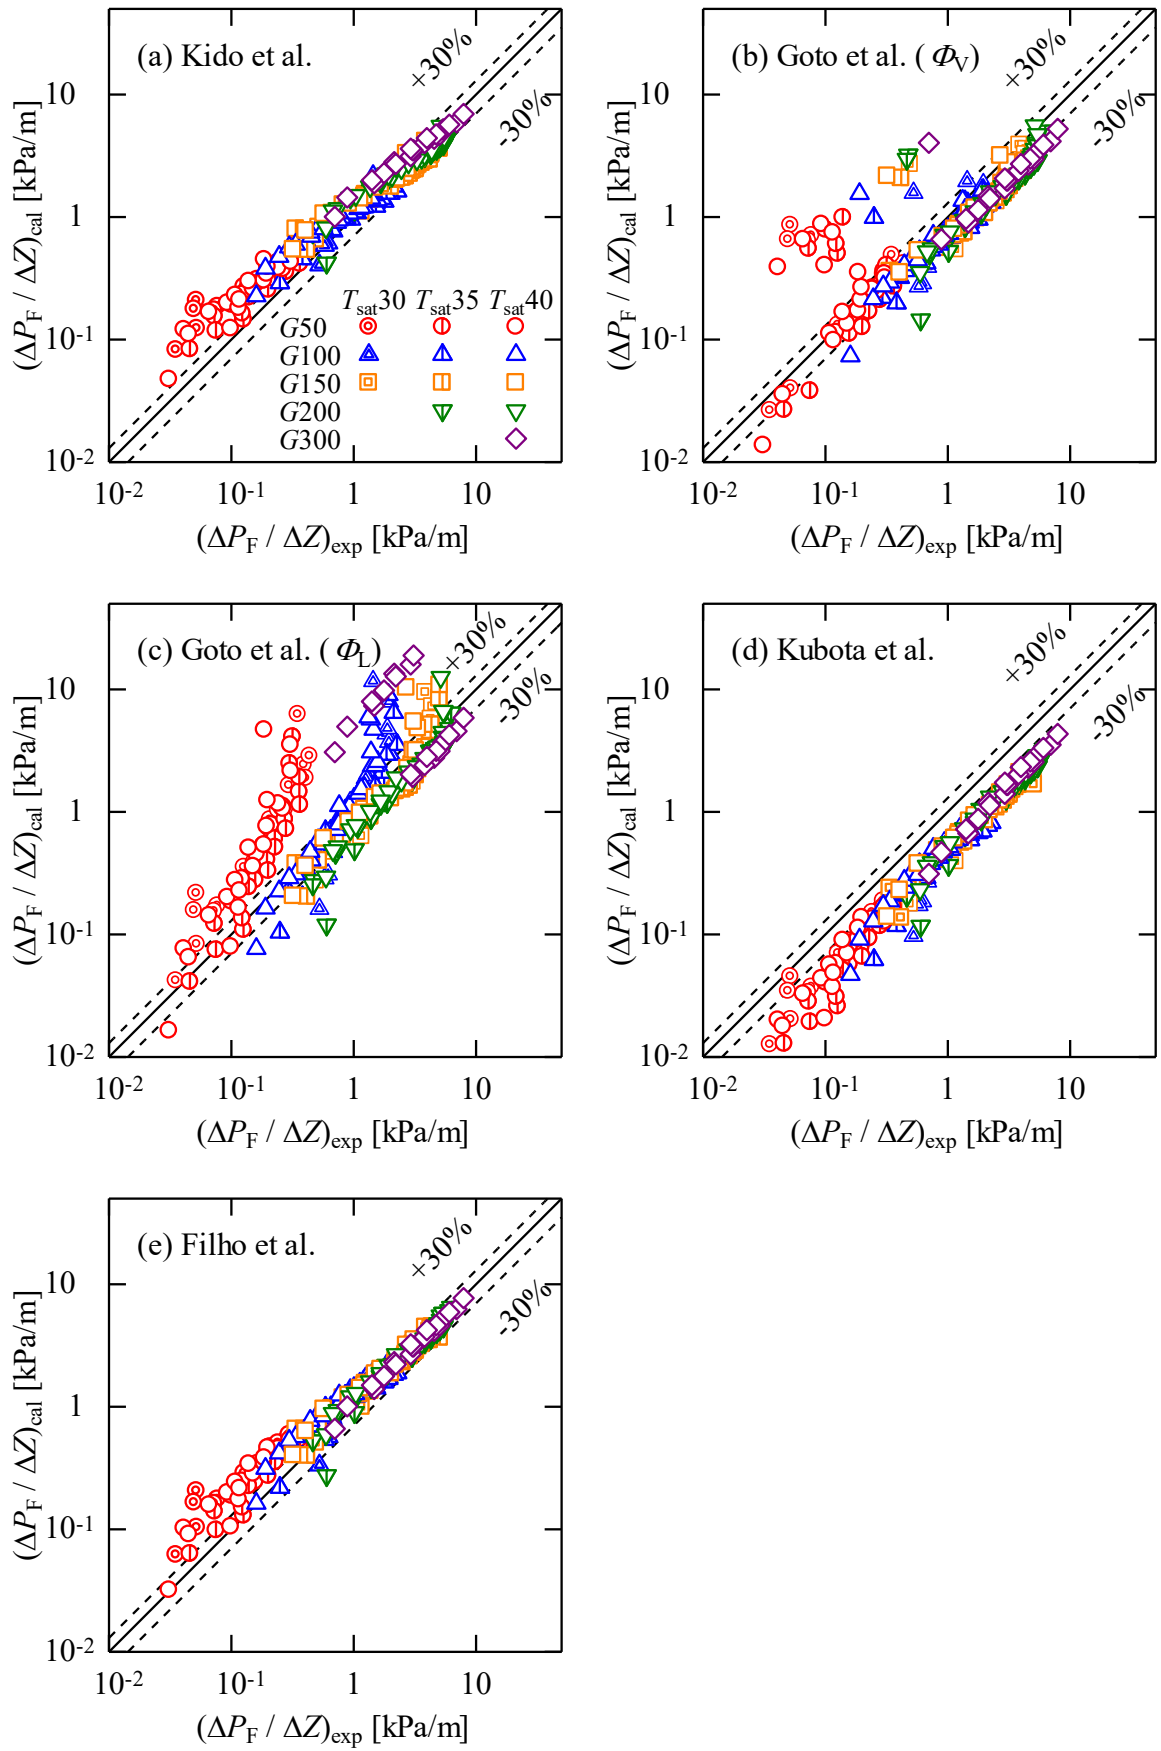 (a) Kido et al.
+30%
-30%
10
1
10-1
10-2
(ΔPF / ΔZ)cal [kPa/m]
Tsat30 Tsat35 Tsat40
G50
G100
G150
G200
G300
10-2 10-1 1 10
(ΔPF / ΔZ)exp [kPa/m]
(b) Goto et al. ( ΦV)
+30%
-30%
10
1
10-1
10-2
(ΔPF / ΔZ)cal [kPa/m]
10-2 10-1 1 10
(ΔPF / ΔZ)exp [kPa/m]
(c) Goto et al. ( ΦL)
+30%
-30%
10
1
10-1
10-2
(ΔPF / ΔZ)cal [kPa/m]
10-2 10-1 1 10
(ΔPF / ΔZ)exp [kPa/m]
(d) Kubota et al.
+30%
-30%
10
1
10-1
10-2
(ΔPF / ΔZ)cal [kPa/m]
10-2 10-1 1 10
(ΔPF / ΔZ)exp [kPa/m]
(e) Filho et al.
+30%
-30%
10
1
10-1
10-2
(ΔPF / ΔZ)cal [kPa/m]
10-2 10-1 1 10
(ΔPF / ΔZ)exp [kPa/m]